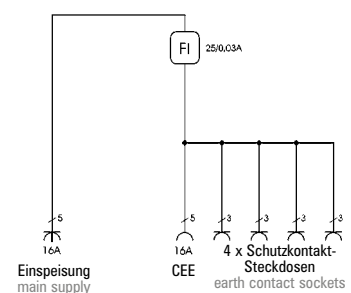 FI 25/0,03A
5 5 3 3 3 3
16A 16A 4 x Schutzkontakt-
Einspeisung CEE Steckdosen
main supply earth contact sockets